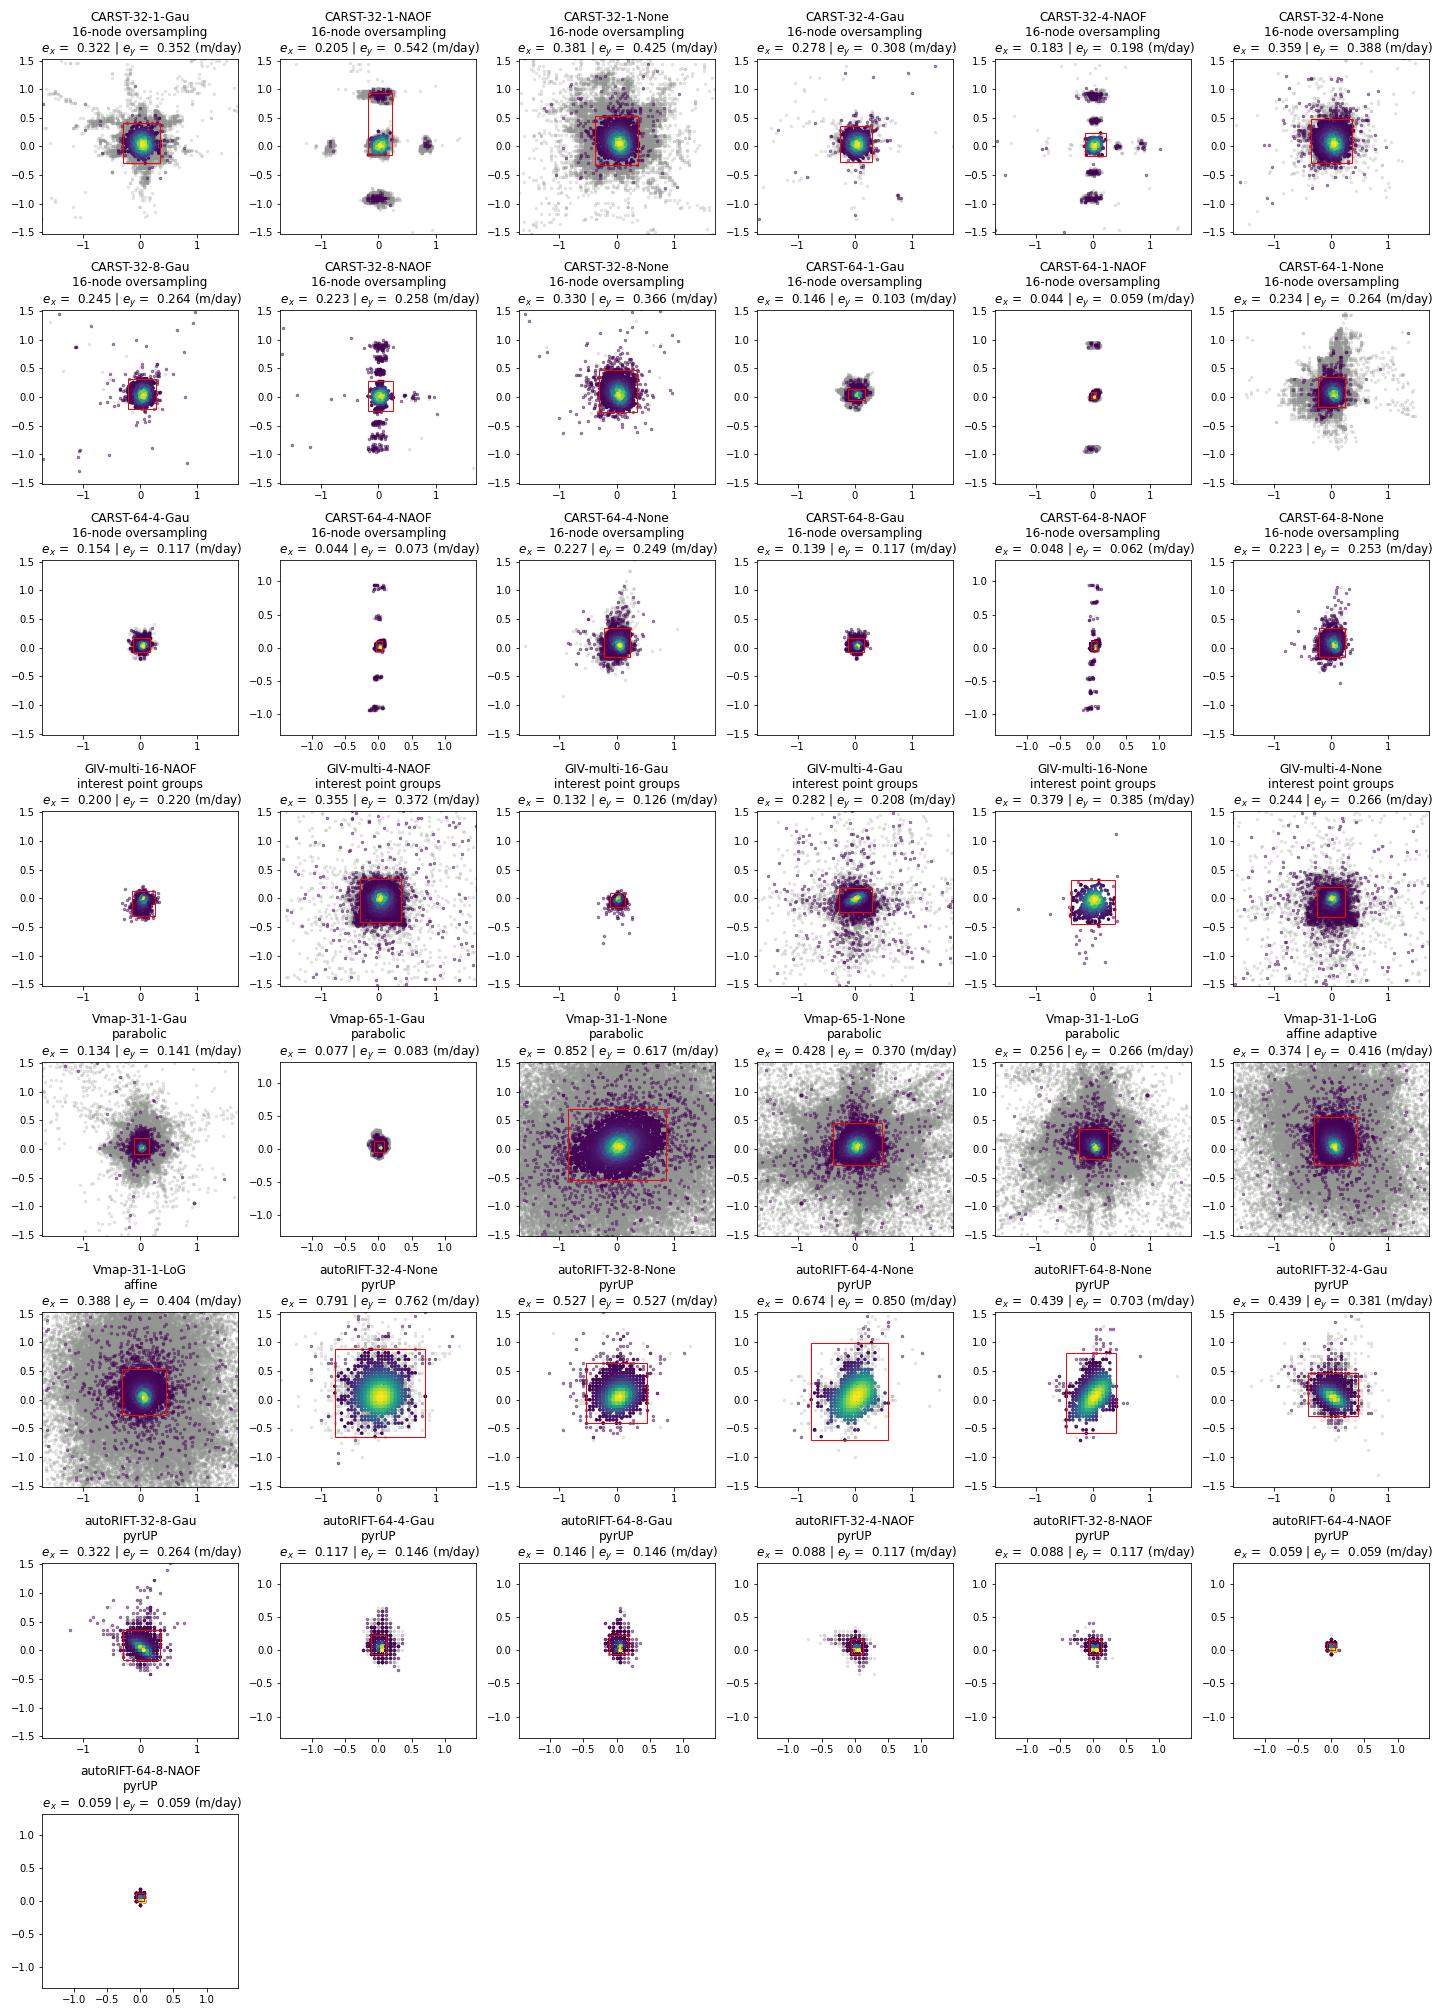 CARST-32-1-Gau
16-node oversampling
e_x = 0.322 | e_y = 0.352 (m/day)
CARST-32-1-NAOF
16-node oversampling
e_x = 0.205 | e_y = 0.542 (m/day)
CARST-32-1-None
16-node oversampling
e_x = 0.381 | e_y = 0.425 (m/day)
CARST-32-4-Gau
16-node oversampling
e_x = 0.278 | e_y = 0.308 (m/day)
CARST-32-4-NAOF
16-node oversampling
e_x = 0.183 | e_y = 0.198 (m/day)
CARST-32-4-None
16-node oversampling
e_x = 0.359 | e_y = 0.388 (m/day)
CARST-32-8-Gau
16-node oversampling
e_x = 0.245 | e_y = 0.264 (m/day)
CARST-32-8-NAOF
16-node oversampling
e_x = 0.223 | e_y = 0.258 (m/day)
CARST-32-8-None
16-node oversampling
e_x = 0.330 | e_y = 0.366 (m/day)
CARST-64-1-Gau
16-node oversampling
e_x = 0.146 | e_y = 0.103 (m/day)
CARST-64-1-NAOF
16-node oversampling
e_x = 0.044 | e_y = 0.059 (m/day)
CARST-64-1-None
16-node oversampling
e_x = 0.234 | e_y = 0.264 (m/day)
CARST-64-4-Gau
16-node oversampling
e_x = 0.154 | e_y = 0.117 (m/day)
CARST-64-4-NAOF
16-node oversampling
e_x = 0.044 | e_y = 0.073 (m/day)
CARST-64-4-None
16-node oversampling
e_x = 0.227 | e_y = 0.249 (m/day)
CARST-64-8-Gau
16-node oversampling
e_x = 0.139 | e_y = 0.117 (m/day)
CARST-64-8-NAOF
16-node oversampling
e_x = 0.048 | e_y = 0.062 (m/day)
CARST-64-8-None
16-node oversampling
e_x = 0.223 | e_y = 0.253 (m/day)
GIV-multi-16-NAOF
interest point groups
e_x = 0.200 | e_y = 0.220 (m/day)
GIV-multi-4-NAOF
interest point groups
e_x = 0.355 | e_y = 0.372 (m/day)
GIV-multi-16-Gau
interest point groups
e_x = 0.132 | e_y = 0.126 (m/day)
GIV-multi-4-Gau
interest point groups
e_x = 0.282 | e_y = 0.208 (m/day)
GIV-multi-16-None
interest point groups
e_x = 0.379 | e_y = 0.385 (m/day)
GIV-multi-4-None
interest point groups
e_x = 0.244 | e_y = 0.266 (m/day)
Vmap-31-1-Gau
parabolic
e_x = 0.134 | e_y = 0.141 (m/day)
Vmap-65-1-Gau
parabolic
e_x = 0.077 | e_y = 0.083 (m/day)
Vmap-31-1-None
parabolic
e_x = 0.852 | e_y = 0.617 (m/day)
Vmap-65-1-None
parabolic
e_x = 0.428 | e_y = 0.370 (m/day)
Vmap-31-1-LoG
parabolic
e_x = 0.256 | e_y = 0.266 (m/day)
Vmap-31-1-LoG
affine adaptive
e_x = 0.374 | e_y = 0.416 (m/day)
Vmap-31-1-LoG
affine
e_x = 0.388 | e_y = 0.404 (m/day)
autoRIFT-32-4-None
pyrUP
e_x = 0.791 | e_y = 0.762 (m/day)
autoRIFT-32-8-None
pyrUP
e_x = 0.527 | e_y = 0.527 (m/day)
autoRIFT-64-4-None
pyrUP
e_x = 0.674 | e_y = 0.850 (m/day)
autoRIFT-64-8-None
pyrUP
e_x = 0.439 | e_y = 0.703 (m/day)
autoRIFT-32-4-Gau
pyrUP
e_x = 0.439 | e_y = 0.381 (m/day)
autoRIFT-32-8-Gau
pyrUP
e_x = 0.322 | e_y = 0.264 (m/day)
autoRIFT-64-4-Gau
pyrUP
e_x = 0.117 | e_y = 0.146 (m/day)
autoRIFT-64-8-Gau
pyrUP
e_x = 0.146 | e_y = 0.146 (m/day)
autoRIFT-32-4-NAOF
pyrUP
e_x = 0.088 | e_y = 0.117 (m/day)
autoRIFT-32-8-NAOF
pyrUP
e_x = 0.088 | e_y = 0.117 (m/day)
autoRIFT-64-4-NAOF
pyrUP
e_x = 0.059 | e_y = 0.059 (m/day)
autoRIFT-64-8-NAOF
pyrUP
e_x = 0.059 | e_y = 0.059 (m/day)
1.0
0.5
0.0
−0.5
−1.0
−1.0 −0.5 0.0 0.5 1.0